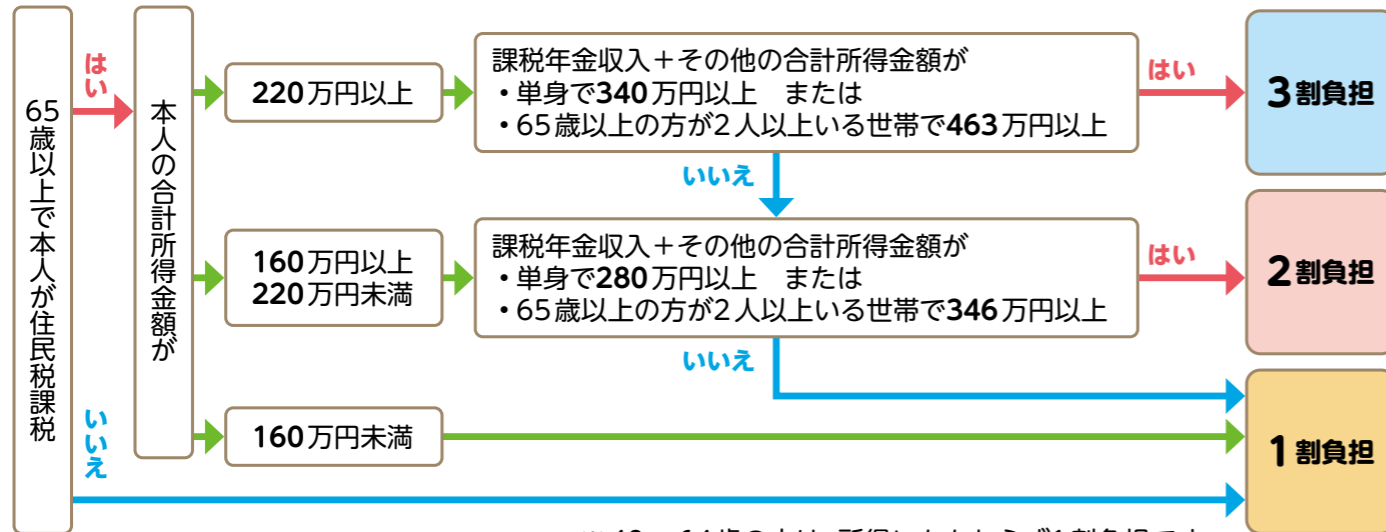 65歳以上で本人が住民税課税
はい
いいえ
本人の合計所得金額が
220万円以上
課税年金収入＋その他の合計所得金額が
・単身で340万円以上　または
・65歳以上の方が2人以上いる世帯で463万円以上
はい
3割負担
いいえ
160万円以上
220万円未満
課税年金収入＋その他の合計所得金額が
・単身で280万円以上　または
・65歳以上の方が2人以上いる世帯で346万円以上
はい
2割負担
いいえ
160万円未満
1割負担